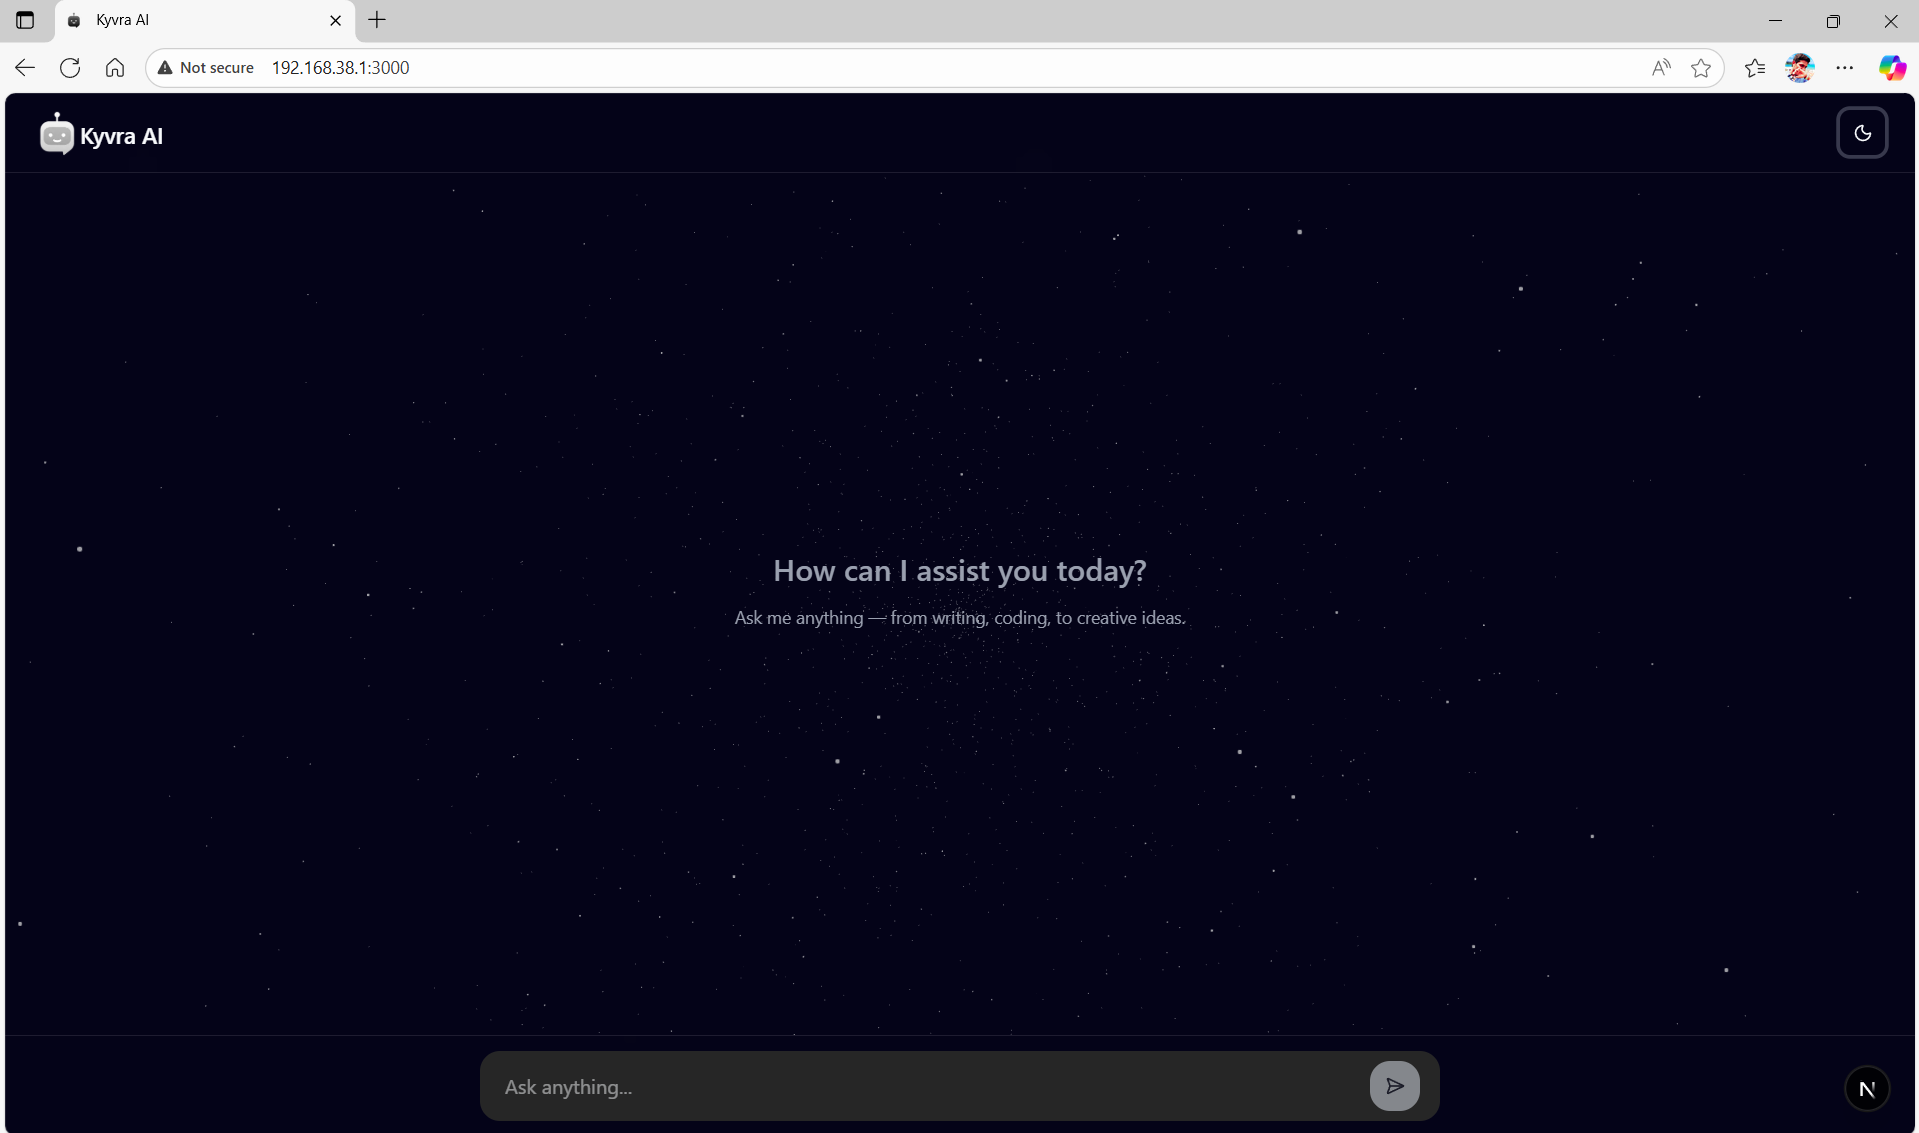 Kyvra AI
Not secure 192.168.38.1:3000
Kyvra AI
How can I assist you today?
Ask me anything — from writing, coding, to creative ideas.
Ask anything...
N